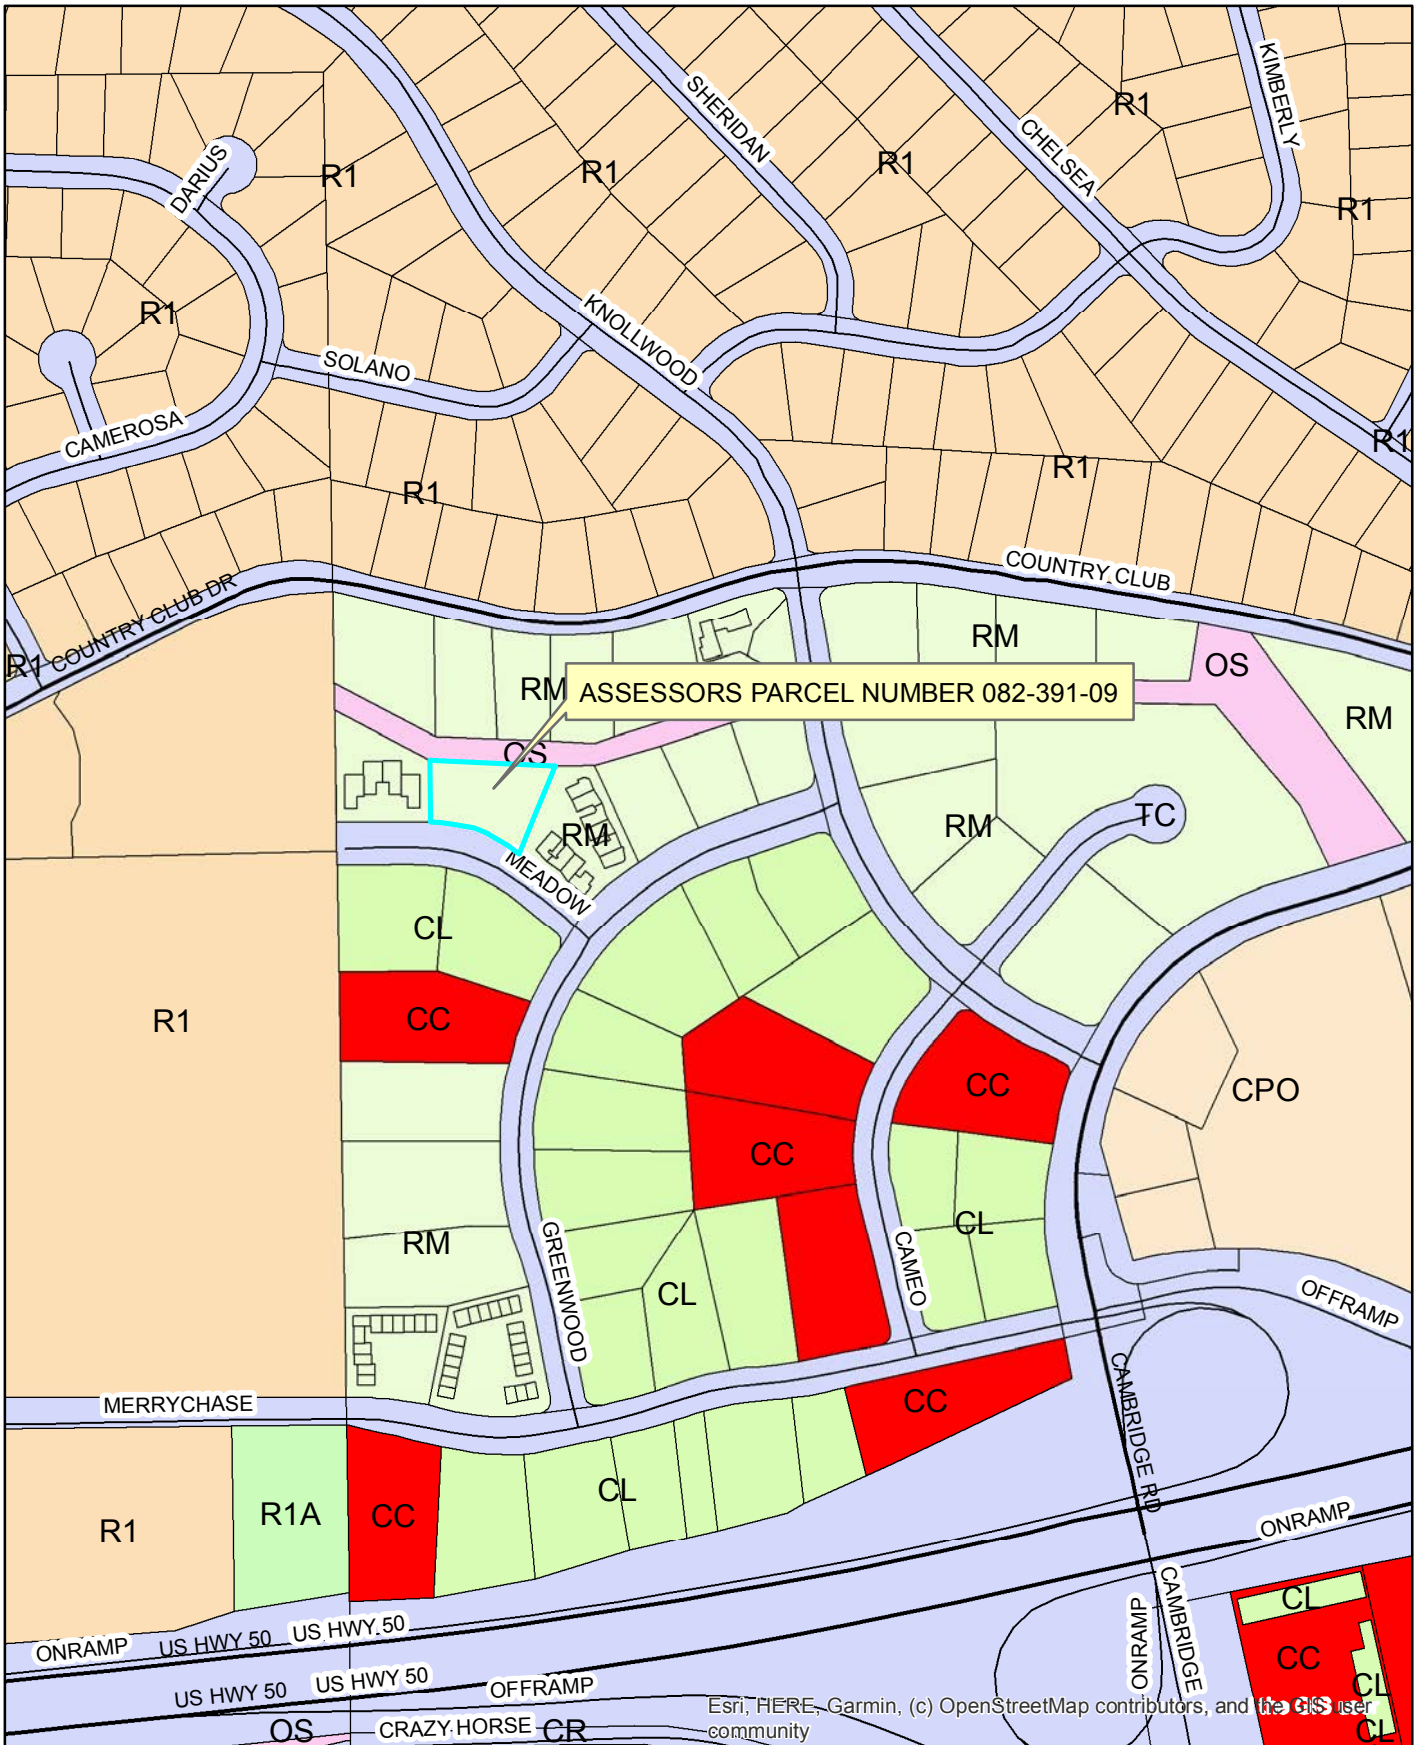 KIMBERLY
SHERIDAN
R1
CHELSEA
DARIUS
R1
R1
R1
R1
R1
SOLANO
KNOLLWOOD
CAMEROSA
R1
R1
R1
COUNTRY CLUB
COUNTRY CLUB DR
R1
RM
OS
RM
ASSESSORS PARCEL NUMBER 082-391-09
RM
OS
TC
RM
RM
MEADOW
CL
R1
CC
CC
CPO
CC
CL
RM
GREENWOOD
CAMEO
CL
OFFRAMP
MERRYCHASE
CC
CAMBRIDGE RD
CL
R1A
CC
R1
ONRAMP
CAMBRIDGE
ONRAMP
CL
US HWY 50
US HWY 50
ONRAMP
CC
US HWY 50
US HWY 50
OFFRAMP
CL
Esri, HERE, Garmin, (c) OpenStreetMap contributors, and the GIS user
community
OS
CRAZY HORSE
CR
CL